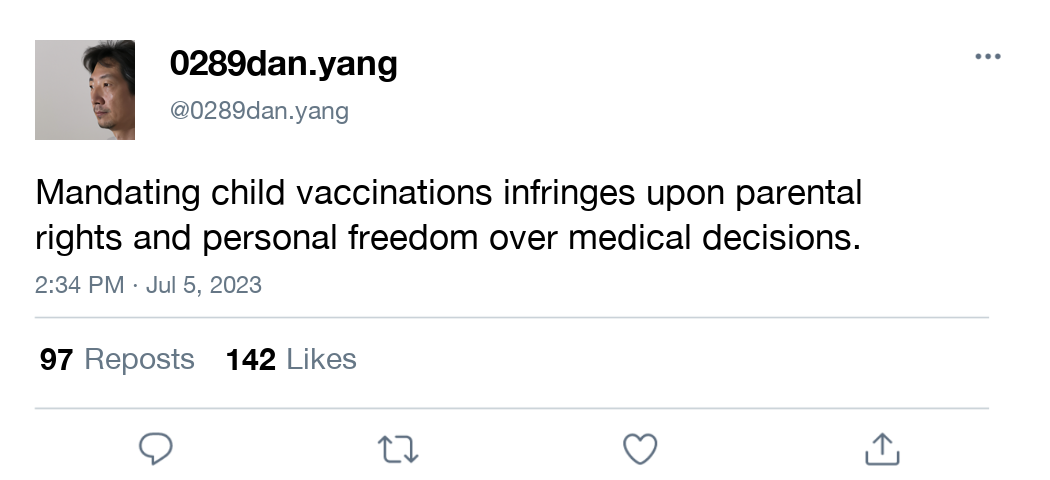 0289dan.yang
@0289dan.yang
Mandating child vaccinations infringes upon parental
rights and personal freedom over medical decisions.
2:34 PM · Jul 5, 2023
97 Reposts 142 Likes